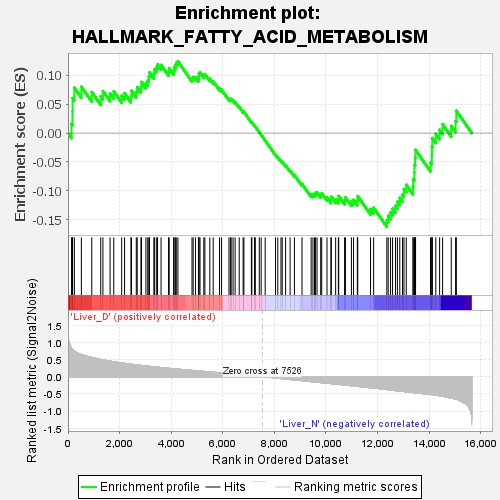 Enrichment plot:
HALLMARK_FATTY_ACID_METABOLISM
Enrichment score (ES)
0.10
0.05
0.00
-0.05
-0.10
-0.15
'Liver_D' (positively correlated)
Ranked list metric (Signal2Noise)
1.5
1.0
0.5
0.0
-0.5
-1.0
-1.5
Zero cross at 7526
'Liver_N' (negatively correlated)
0
2,000
4,000
6,000
8,000
10,000
12,000
14,000
16,000
Rank in Ordered Dataset
Enrichment profile
Hits
Ranking metric scores